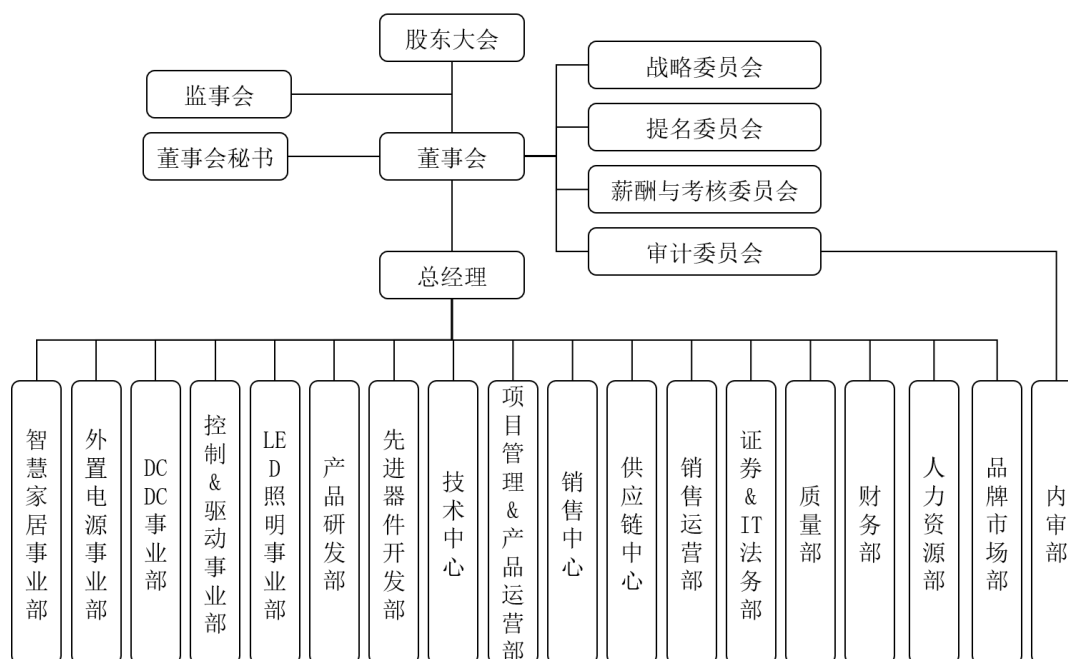 股东大会
监事会
董事会秘书
董事会
战略委员会
提名委员会
薪酬与考核委员会
审计委员会
总经理
智慧家居事业部
外置电源事业部
DCDC事业部
控制&驱动事业部
LED照明事业部
产品研发部
先进器件开发部
技术中心
项目管理&产品运营部
销售中心
供应链中心
销售运营部
证券&IT法务部
质量部
财务部
人力资源部
品牌市场部
内审部